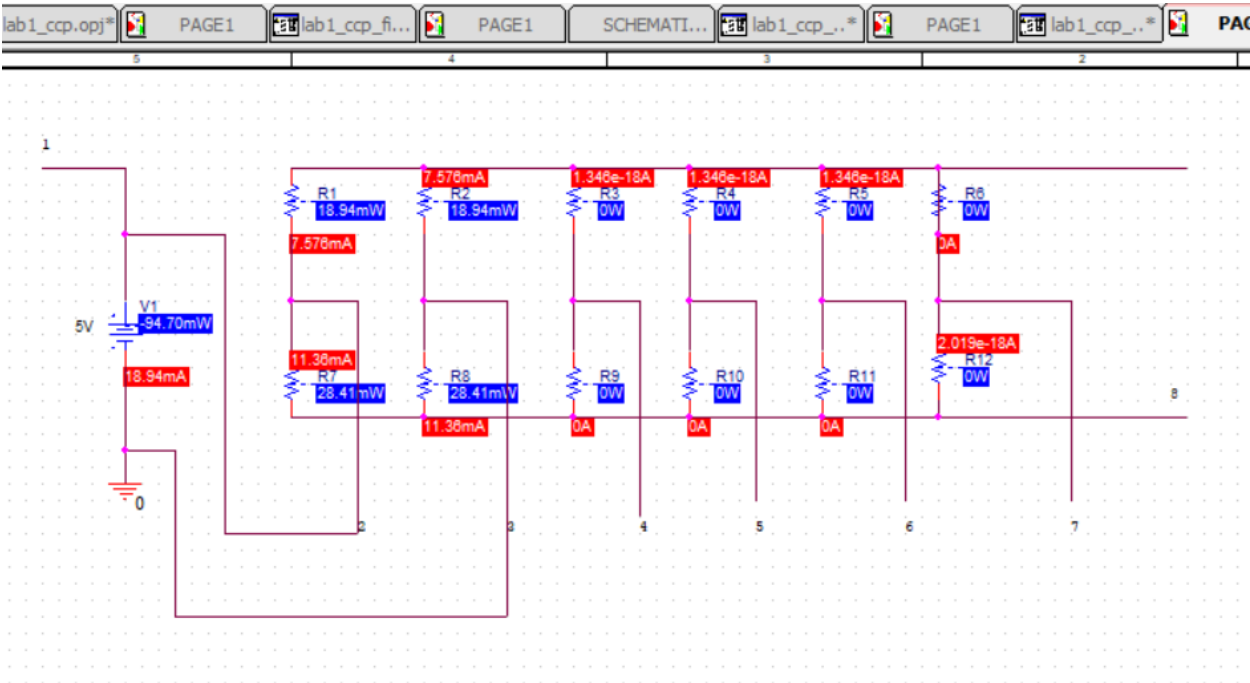 lab1_ccp.opj* PAGE1 lab1_ccp_fi... PAGE1 SCHEMATI... lab1_ccp_..* PAGE1 lab1_ccp_..* PAG
5 4 3 2
1
7.576mA 1.346e-18A 1.346e-18A 1.346e-18A
R1 R2 R3 R4 R5 R6
18.94mW 18.94mW 0W 0W 0W 0W
7.576mA 0A
V1
5V -94.70mW
11.36mA 2.019e-18A
18.94mA R7 R8 R9 R10 R11 R12
28.41mW 28.41mW 0W 0W 0W 0W
8
11.36mA 0A 0A 0A
0
2 3 4 5 6 7